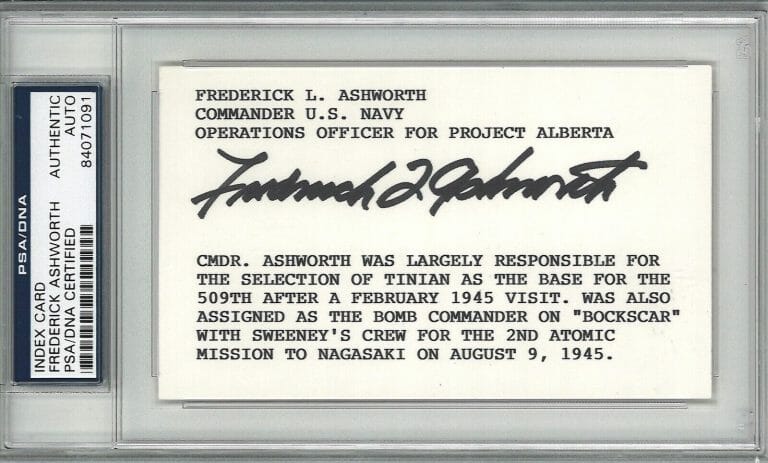 PSA/DNA
INDEX CARD
FREDERICK ASHWORTH
PSA/DNA CERTIFIED
AUTHENTIC
AUTO
84071091
FREDERICK L. ASHWORTH
COMMANDER U.S. NAVY
OPERATIONS OFFICER FOR PROJECT ALBERTA
Frederick L Ashworth
CMDR. ASHWORTH WAS LARGELY RESPONSIBLE FOR
THE SELECTION OF TINIAN AS THE BASE FOR THE
509TH AFTER A FEBRUARY 1945 VISIT. WAS ALSO
ASSIGNED AS THE BOMB COMMANDER ON "BOCKSCAR"
WITH SWEENEY'S CREW FOR THE 2ND ATOMIC
MISSION TO NAGASAKI ON AUGUST 9, 1945.